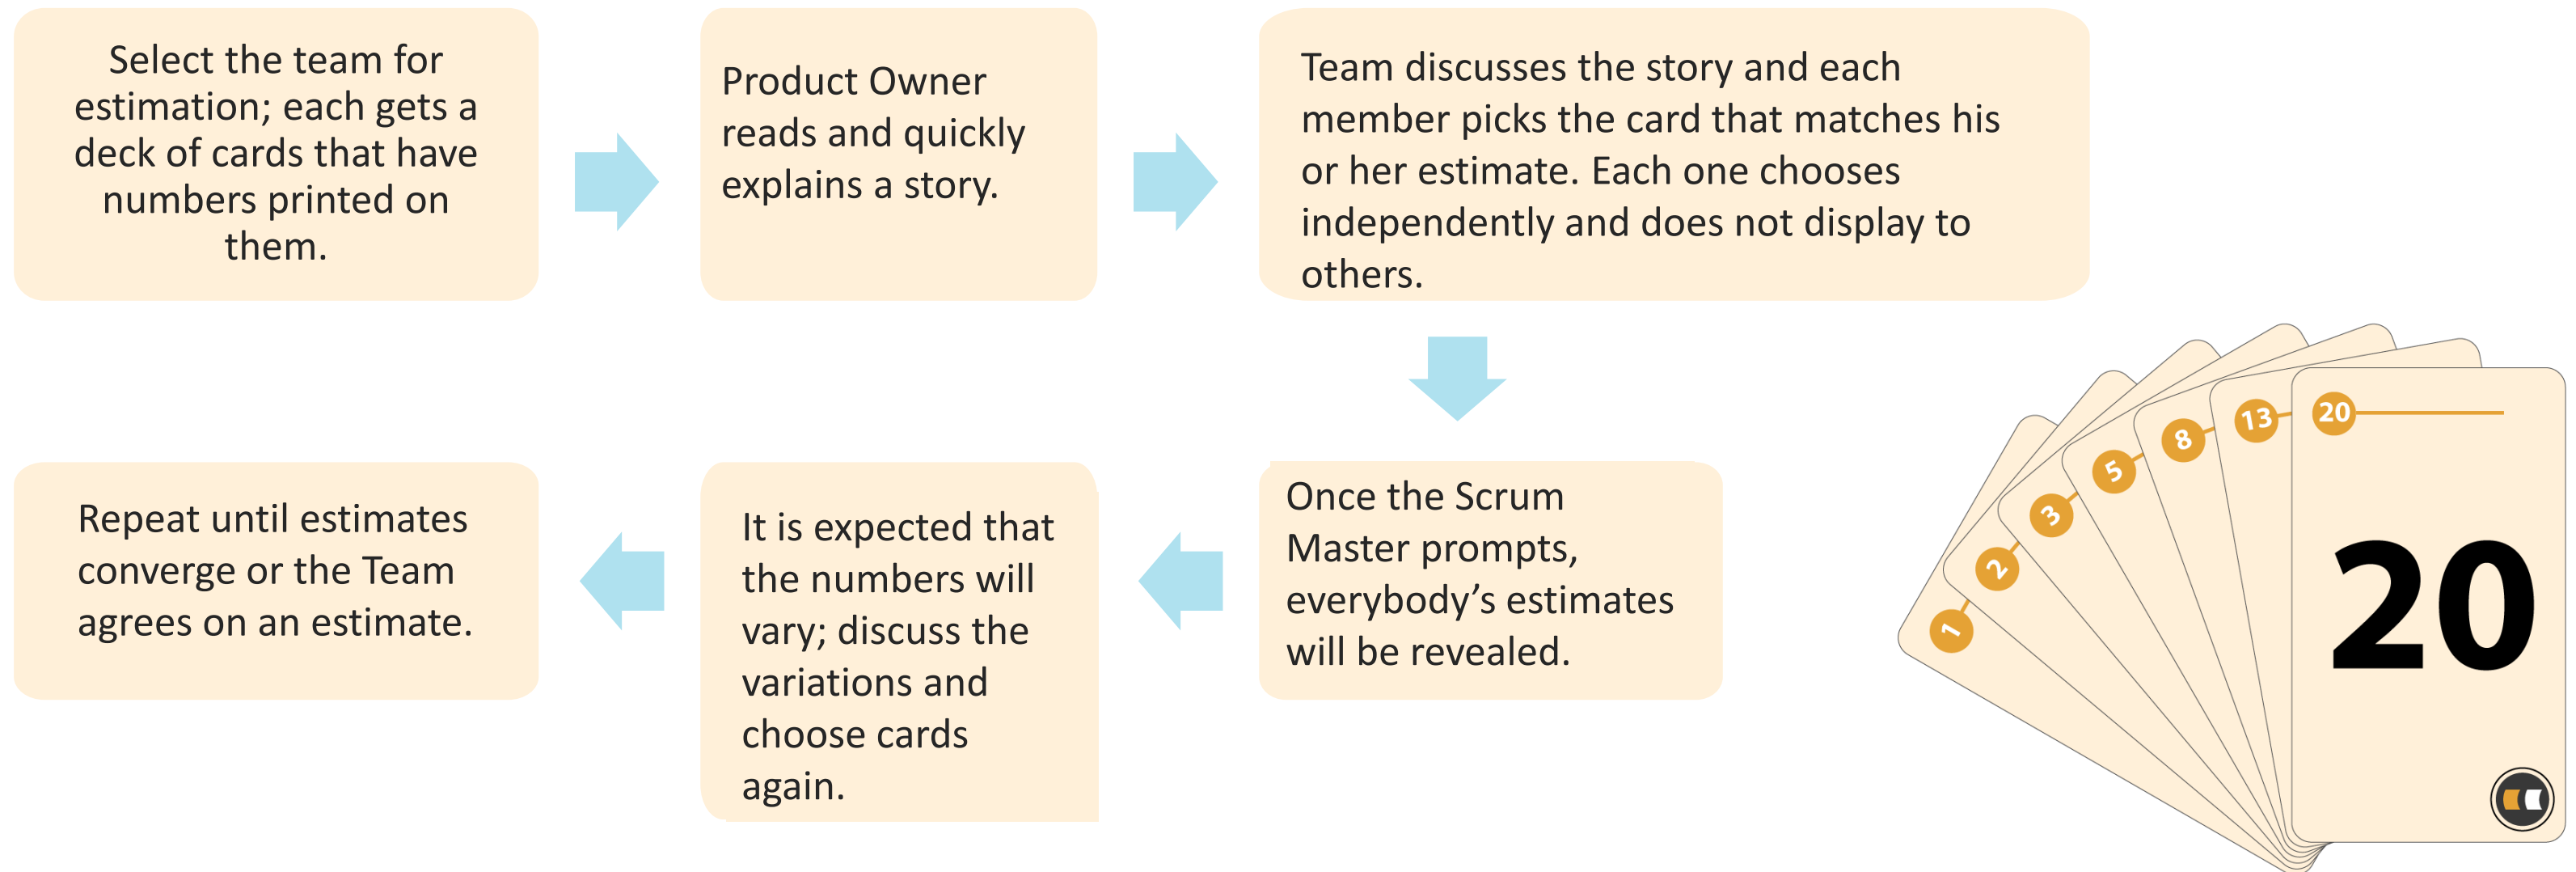 Select the team for
estimation; each gets a
deck of cards that have
numbers printed on
them.
Product Owner
reads and quickly
explains a story.
Team discusses the story and each
member picks the card that matches his
or her estimate. Each one chooses
independently and does not display to
others.
Once the Scrum
Master prompts,
everybody’s estimates
will be revealed.
It is expected that
the numbers will
vary; discuss the
variations and
choose cards
again.
Repeat until estimates
converge or the Team
agrees on an estimate.
1
2
3
5
8
13
20
20